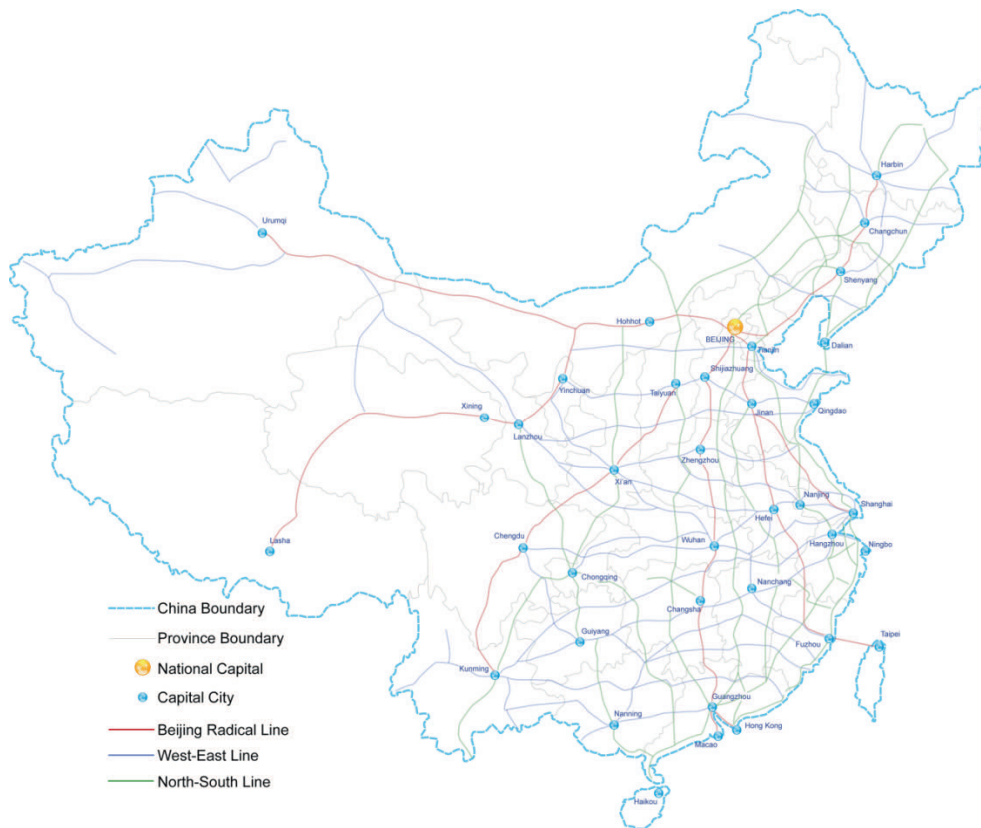 Harbin
Urumqi
Changchun
Shenyang
Hohhot
BEIJING
Tianjin
Dalian
Shijiazhuang
Yinchuan
Taiyuan
Xining
Jinan
Qingdao
Lanzhou
Zhengzhou
Xi'an
Nanjing
Shanghai
Hefei
Chengdu
Wuhan
Hangzhou
Ningbo
Lasha
Chongqing
Nanchang
Changsha
China Boundary
Province Boundary
National Capital
Capital City
Beijing Radical Line
West-East Line
North-South Line
Guiyang
Fuzhou
Taipei
Kunming
Guangzhou
Nanning
Hong Kong
Macao
Haikou